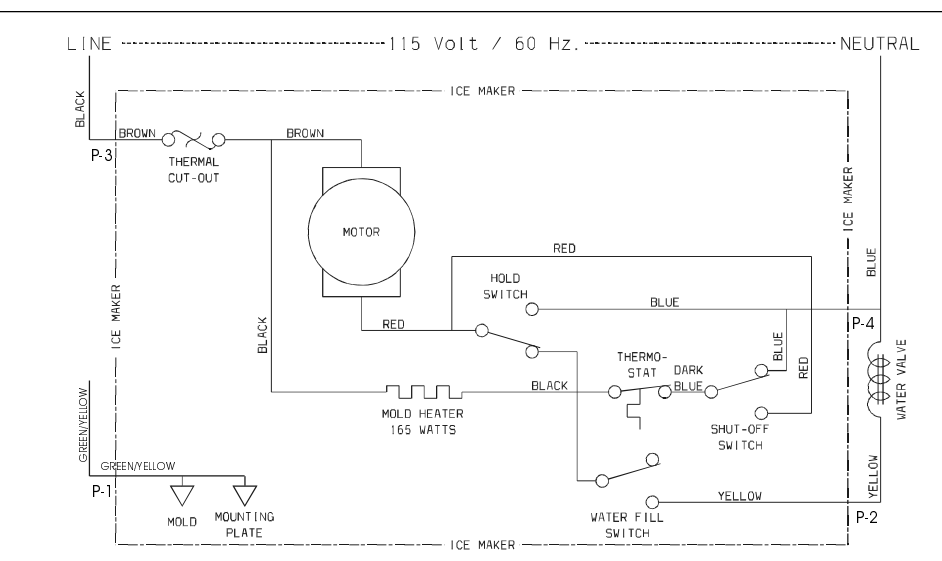 LINE 115 Volt / 60 Hz. NEUTRAL
ICE MAKER
BLACK
BROWN
BROWN
P-3
THERMAL
CUT-OUT
ICE MAKER
MOTOR
RED
BLUE
HOLD
SWITCH
BLUE
ICE MAKER
RED
P-4
BLACK
BLUE
RED
WATER VALVE
THERMO-
STAT
DARK
BLUE
BLACK
MOLD HEATER
165 WATTS
SHUT-OFF
SWITCH
GREEN/YELLOW
GREEN/YELLOW
P-1
MOLD
MOUNTING
PLATE
YELLOW
YELLOW
P-2
WATER FILL
SWITCH
ICE MAKER